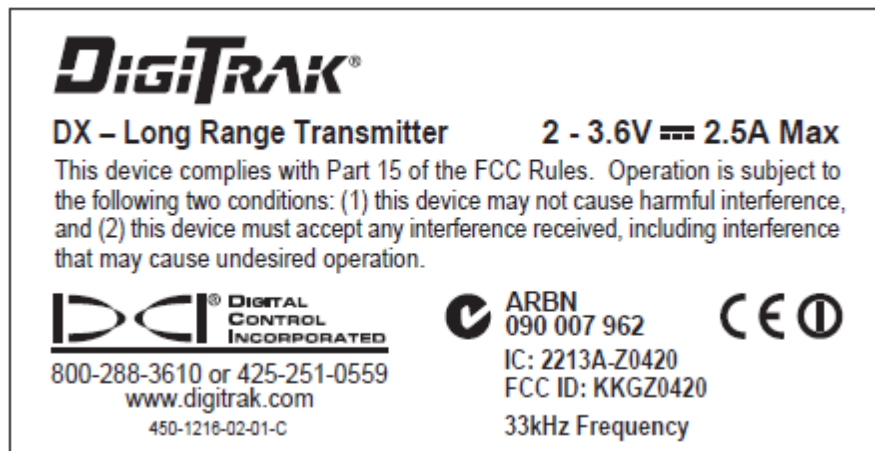 DIGITRAK®
DX – Long Range Transmitter 2 - 3.6V ⎓ 2.5A Max
This device complies with Part 15 of the FCC Rules. Operation is subject to
the following two conditions: (1) this device may not cause harmful interference,
and (2) this device must accept any interference received, including interference
that may cause undesired operation.
DCI® DIGITAL
CONTROL
INCORPORATED
800-288-3610 or 425-251-0559
www.digitrak.com
450-1216-02-01-C
ARBN
090 007 962
IC: 2213A-Z0420
FCC ID: KKGZ0420
33kHz Frequency
CE